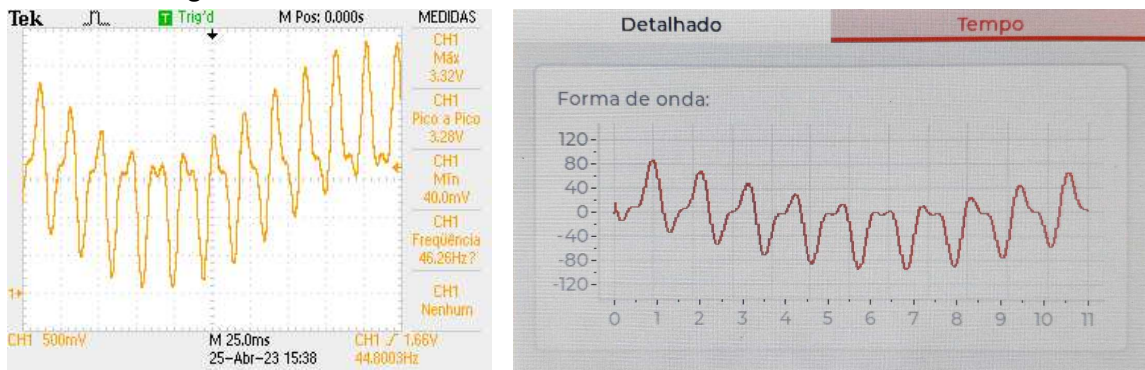 Tek
Trig'd
M Pos: 0.000s
MEDIDAS
CH1
Máx
3.32V
CH1
Pico a Pico
3.28V
CH1
Mín
40.0mV
CH1
Freqüência
46.26Hz?
CH1
Nenhum
1
CH1 500mV
M 25.0ms
CH1
1.66V
25-Abr-23 15:38
44.8003Hz
Detalhado
Tempo
Forma de onda:
120
80
40
0
-40
-80
-120
0 1 2 3 4 5 6 7 8 9 10 11